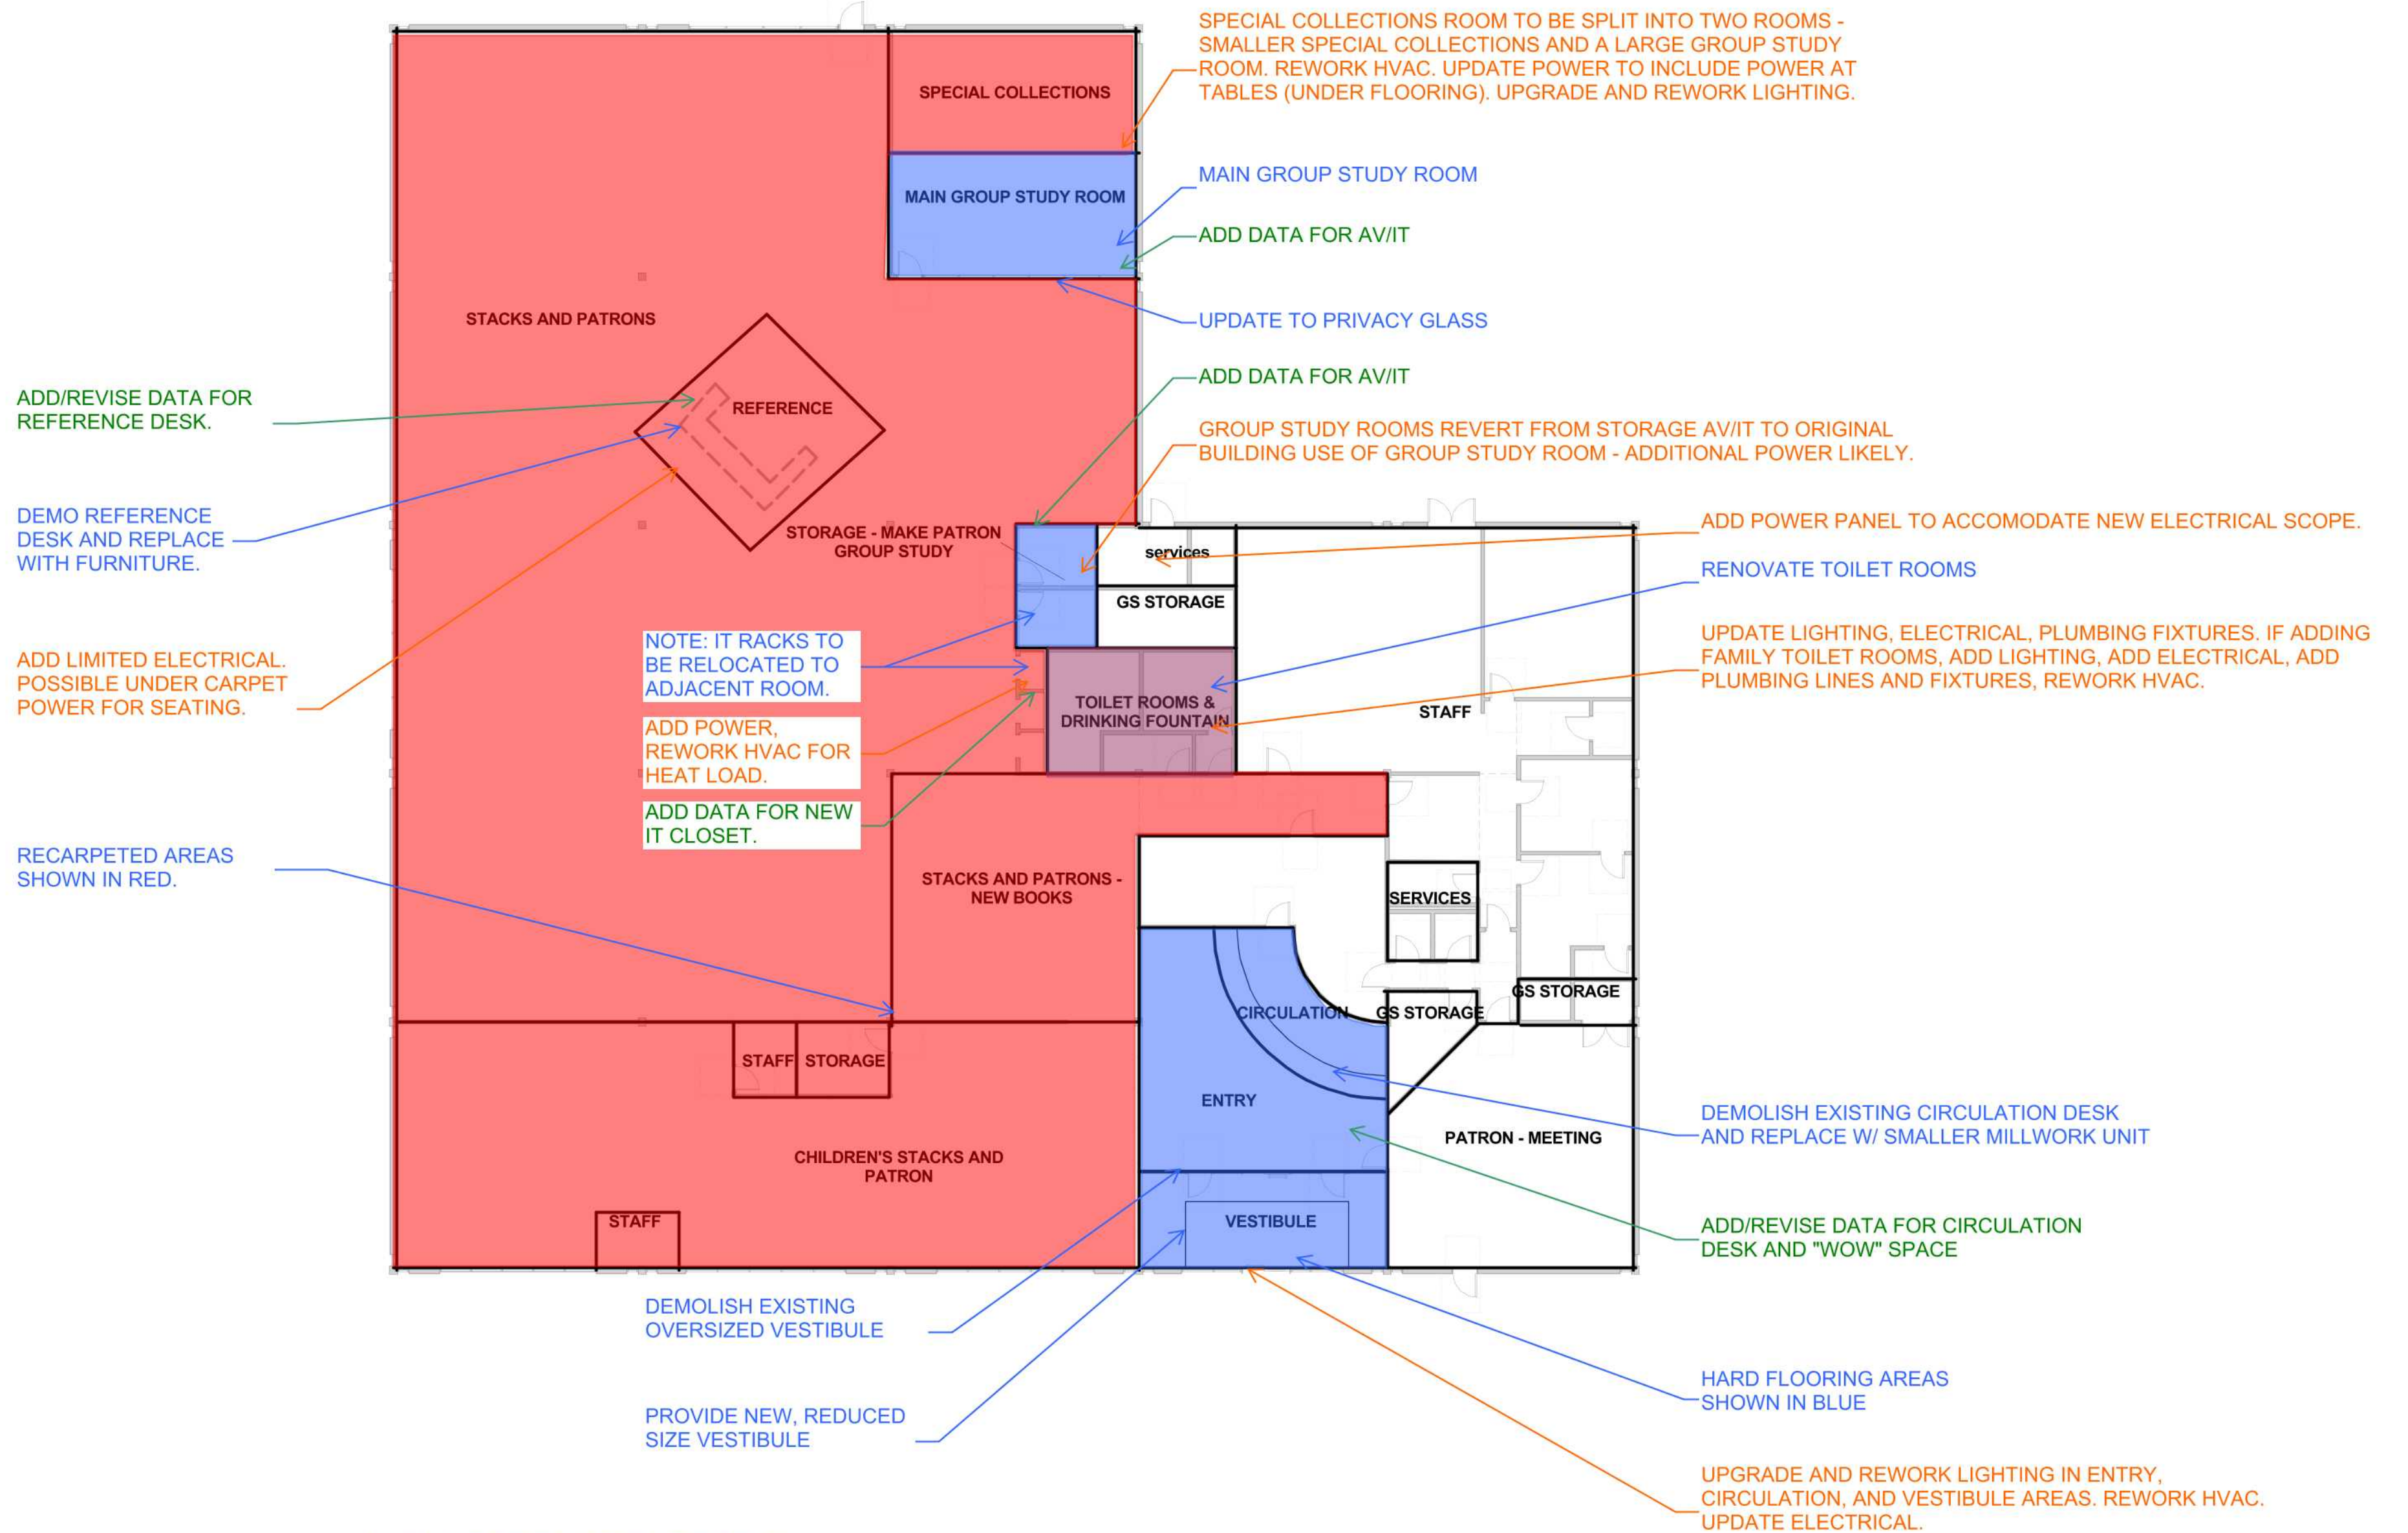 SPECIAL COLLECTIONS ROOM TO BE SPLIT INTO TWO ROOMS -
SMALLER SPECIAL COLLECTIONS AND A LARGE GROUP STUDY
ROOM. REWORK HVAC. UPDATE POWER TO INCLUDE POWER AT
TABLES (UNDER FLOORING). UPGRADE AND REWORK LIGHTING.
SPECIAL COLLECTIONS
MAIN GROUP STUDY ROOM
MAIN GROUP STUDY ROOM
ADD DATA FOR AV/IT
UPDATE TO PRIVACY GLASS
STACKS AND PATRONS
ADD DATA FOR AV/IT
ADD/REVISE DATA FOR
REFERENCE DESK.
REFERENCE
GROUP STUDY ROOMS REVERT FROM STORAGE AV/IT TO ORIGINAL
BUILDING USE OF GROUP STUDY ROOM - ADDITIONAL POWER LIKELY.
DEMO REFERENCE
DESK AND REPLACE
WITH FURNITURE.
STORAGE - MAKE PATRON
GROUP STUDY
services
ADD POWER PANEL TO ACCOMODATE NEW ELECTRICAL SCOPE.
RENOVATE TOILET ROOMS
GS STORAGE
ADD LIMITED ELECTRICAL.
POSSIBLE UNDER CARPET
POWER FOR SEATING.
NOTE: IT RACKS TO
BE RELOCATED TO
ADJACENT ROOM.
UPDATE LIGHTING, ELECTRICAL, PLUMBING FIXTURES. IF ADDING
FAMILY TOILET ROOMS, ADD LIGHTING, ADD ELECTRICAL, ADD
PLUMBING LINES AND FIXTURES, REWORK HVAC.
TOILET ROOMS &
DRINKING FOUNTAIN
STAFF
ADD POWER,
REWORK HVAC FOR
HEAT LOAD.
ADD DATA FOR NEW
IT CLOSET.
RECARPETED AREAS
SHOWN IN RED.
STACKS AND PATRONS -
NEW BOOKS
SERVICES
GS STORAGE
CIRCULATION
GS STORAGE
STAFF
STORAGE
ENTRY
DEMOLISH EXISTING CIRCULATION DESK
AND REPLACE W/ SMALLER MILLWORK UNIT
PATRON - MEETING
CHILDREN'S STACKS AND
PATRON
STAFF
VESTIBULE
ADD/REVISE DATA FOR CIRCULATION
DESK AND "WOW" SPACE
DEMOLISH EXISTING
OVERSIZED VESTIBULE
HARD FLOORING AREAS
SHOWN IN BLUE
PROVIDE NEW, REDUCED
SIZE VESTIBULE
UPGRADE AND REWORK LIGHTING IN ENTRY,
CIRCULATION, AND VESTIBULE AREAS. REWORK HVAC.
UPDATE ELECTRICAL.